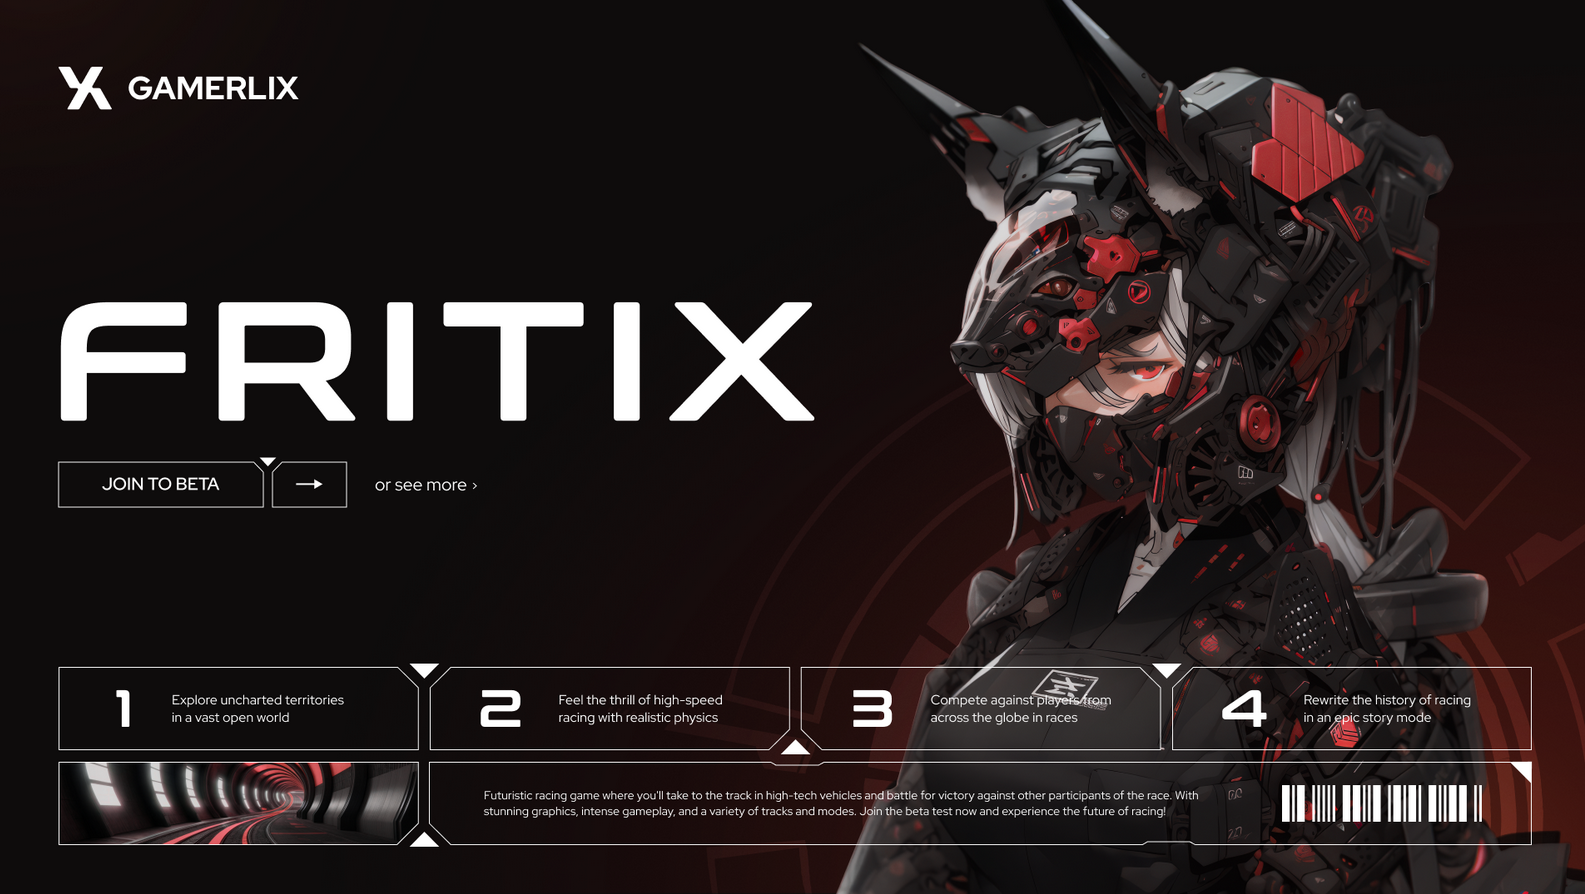 GAMERLIX
FRITIX
JOIN TO BETA
or see more ›
1
Explore uncharted territories
in a vast open world
2
Feel the thrill of high-speed
racing with realistic physics
3
Compete against players from
across the globe in races
4
Rewrite the history of racing
in an epic story mode
Futuristic racing game where you'll take to the track in high-tech vehicles and battle for victory against other participants of the race. With
stunning graphics, intense gameplay, and a variety of tracks and modes. Join the beta test now and experience the future of racing!